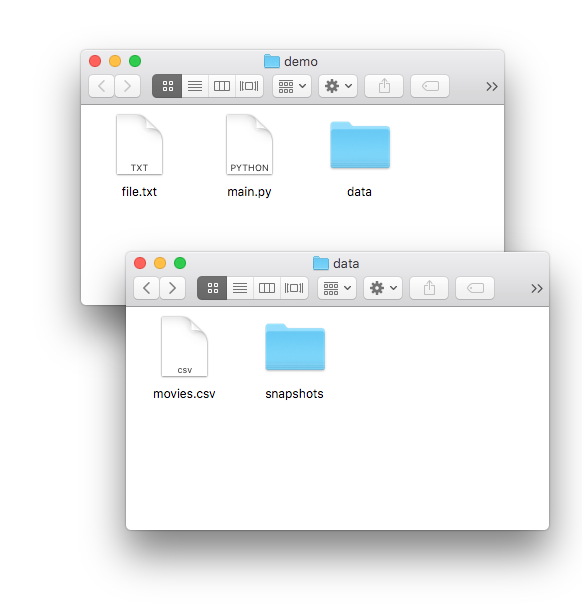 demo
TXT
PYTHON
file.txt
main.py
data
data
CSV
movies.csv
snapshots